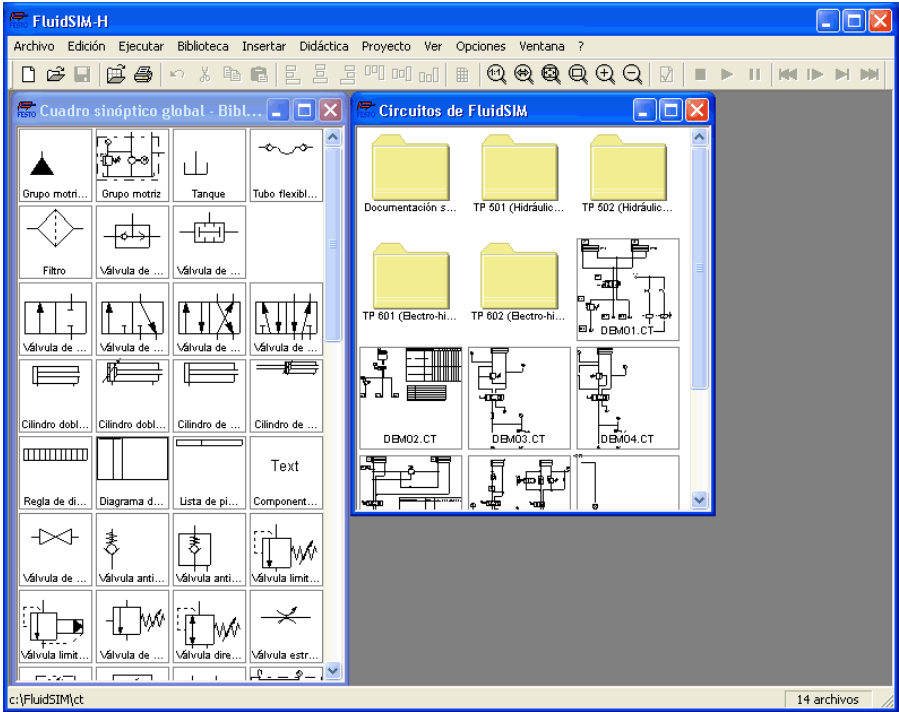 FluidSIM-H
Archivo Edición Ejecutar Biblioteca Insertar Didáctica Proyecto Ver Opciones Ventana ?
Cuadro sinóptico global - Bibl...
Grupo motri... Grupo motriz Tanque Tubo flexibl...
Filtro Válvula de ... Válvula de ...
Válvula de ... Válvula de ... Válvula de ... Válvula de ...
Cilindro dobl... Cilindro dobl... Cilindro de ... Cilindro de ...
Text
Regla de di... Diagrama d... Lista de pi... Component...
Válvula de ... Válvula anti... Válvula anti... Válvula limit...
Válvula limit... Válvula de ... Válvula dire... Válvula estr...
Circuitos de FluidSIM
Documentación s... TP 501 (Hidráulic... TP 502 (Hidráulic...
TP 601 (Electro-hi... TP 602 (Electro-hi... DEMO1.CT
DEMO2.CT DEMO3.CT DEMO4.CT
c:\FluidSIM\ct 14 archivos